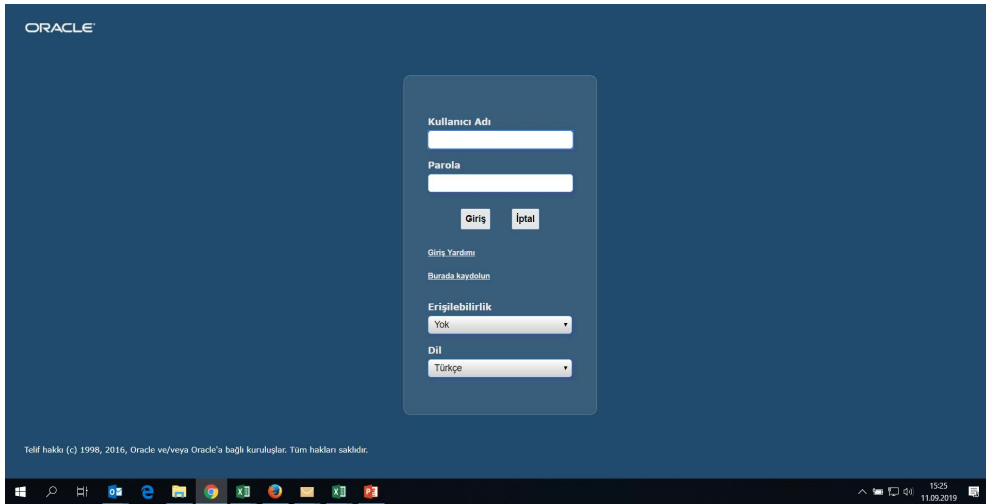 ORACLE
Kullanıcı Adı
Parola
Giriş İptal
Giriş Yardımı
Burada kaydolun
Erişilebilirlik
Yok
Dil
Türkçe
Telif hakkı (c) 1998, 2016, Oracle ve/veya Oracle'a bağlı kuruluşlar. Tüm hakları saklıdır.
15:25
11.09.2019